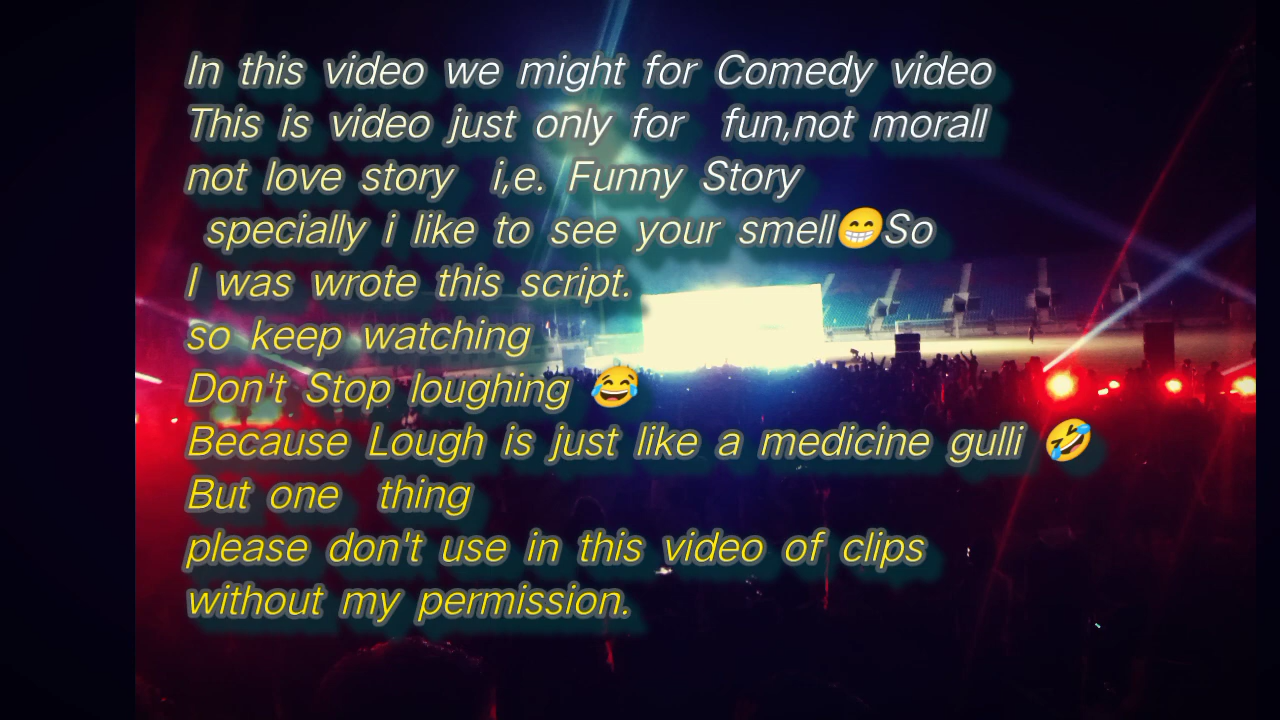 In this video we might for Comedy video
This is video just only for fun,not morall
not love story i,e. Funny Story
specially i like to see your smell😁So
I was wrote this script.
so keep watching
Don't Stop loughing 😂
Because Lough is just like a medicine gulli 🤣
But one thing
please don't use in this video of clips
without my permission.